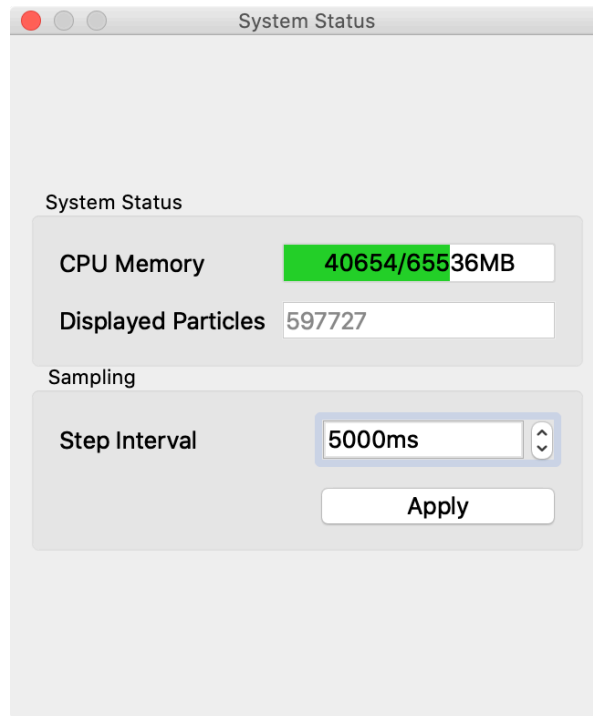 System Status
System Status
CPU Memory 40654/65536MB
Displayed Particles 597727
Sampling
Step Interval 5000ms
Apply